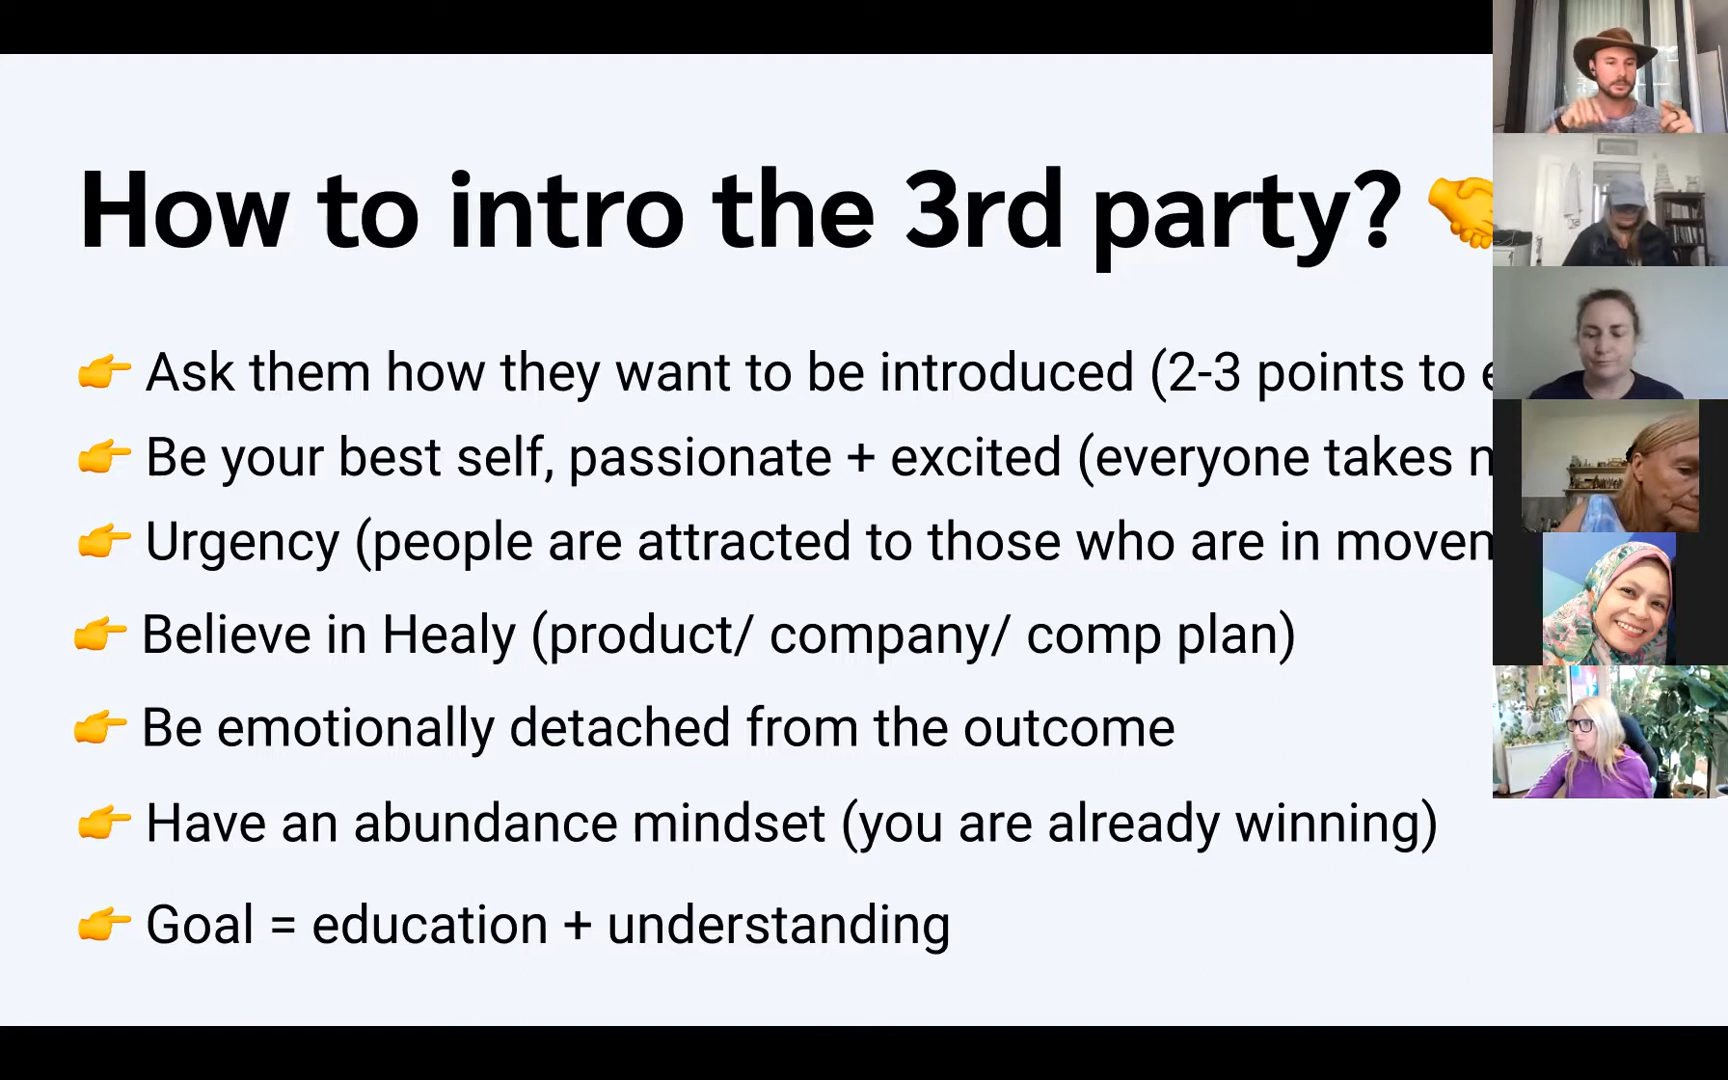 How to intro the 3rd party?
Ask them how they want to be introduced (2-3 points to
Be your best self, passionate + excited (everyone takes
Urgency (people are attracted to those who are in
Believe in Healy (product/ company/ comp plan)
Be emotionally detached from the outcome
Have an abundance mindset (you are already winning)
Goal = education + understanding